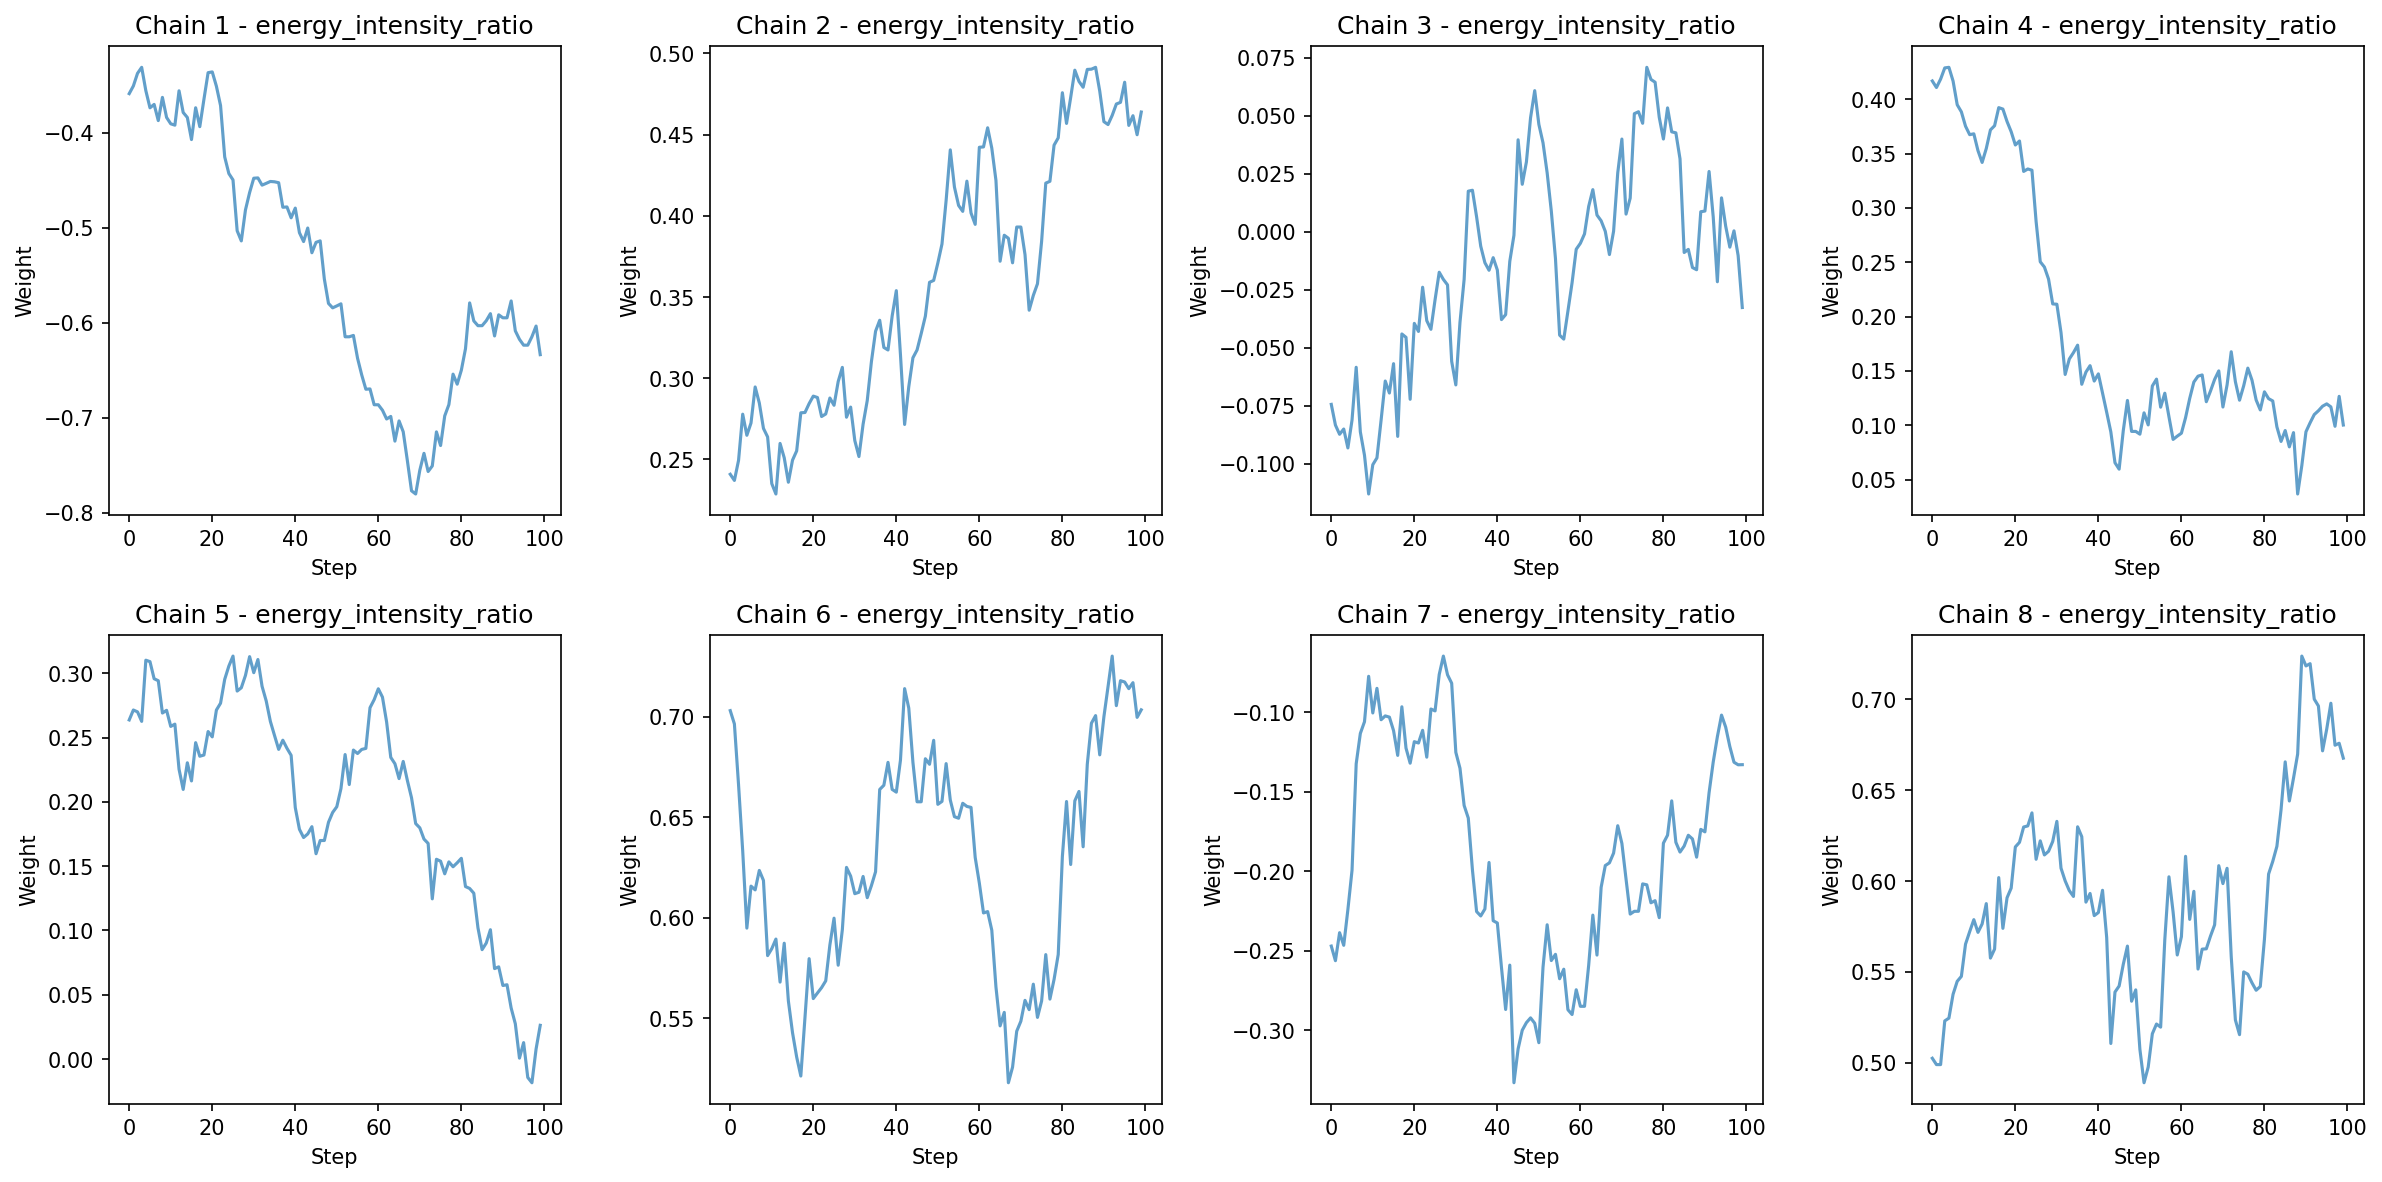 Chain 1 - energy_intensity_ratio
Chain 2 - energy_intensity_ratio
Chain 3 - energy_intensity_ratio
Chain 4 - energy_intensity_ratio
Weight
−0.4
−0.5
−0.6
−0.7
−0.8
0 20 40 60 80 100
Step
Weight
0.50
0.45
0.40
0.35
0.30
0.25
0 20 40 60 80 100
Step
Weight
0.075
0.050
0.025
0.000
−0.025
−0.050
−0.075
−0.100
0 20 40 60 80 100
Step
Weight
0.40
0.35
0.30
0.25
0.20
0.15
0.10
0.05
0 20 40 60 80 100
Step
Chain 5 - energy_intensity_ratio
Chain 6 - energy_intensity_ratio
Chain 7 - energy_intensity_ratio
Chain 8 - energy_intensity_ratio
Weight
0.30
0.25
0.20
0.15
0.10
0.05
0.00
0 20 40 60 80 100
Step
Weight
0.70
0.65
0.60
0.55
0 20 40 60 80 100
Step
Weight
−0.10
−0.15
−0.20
−0.25
−0.30
0 20 40 60 80 100
Step
Weight
0.70
0.65
0.60
0.55
0.50
0 20 40 60 80 100
Step